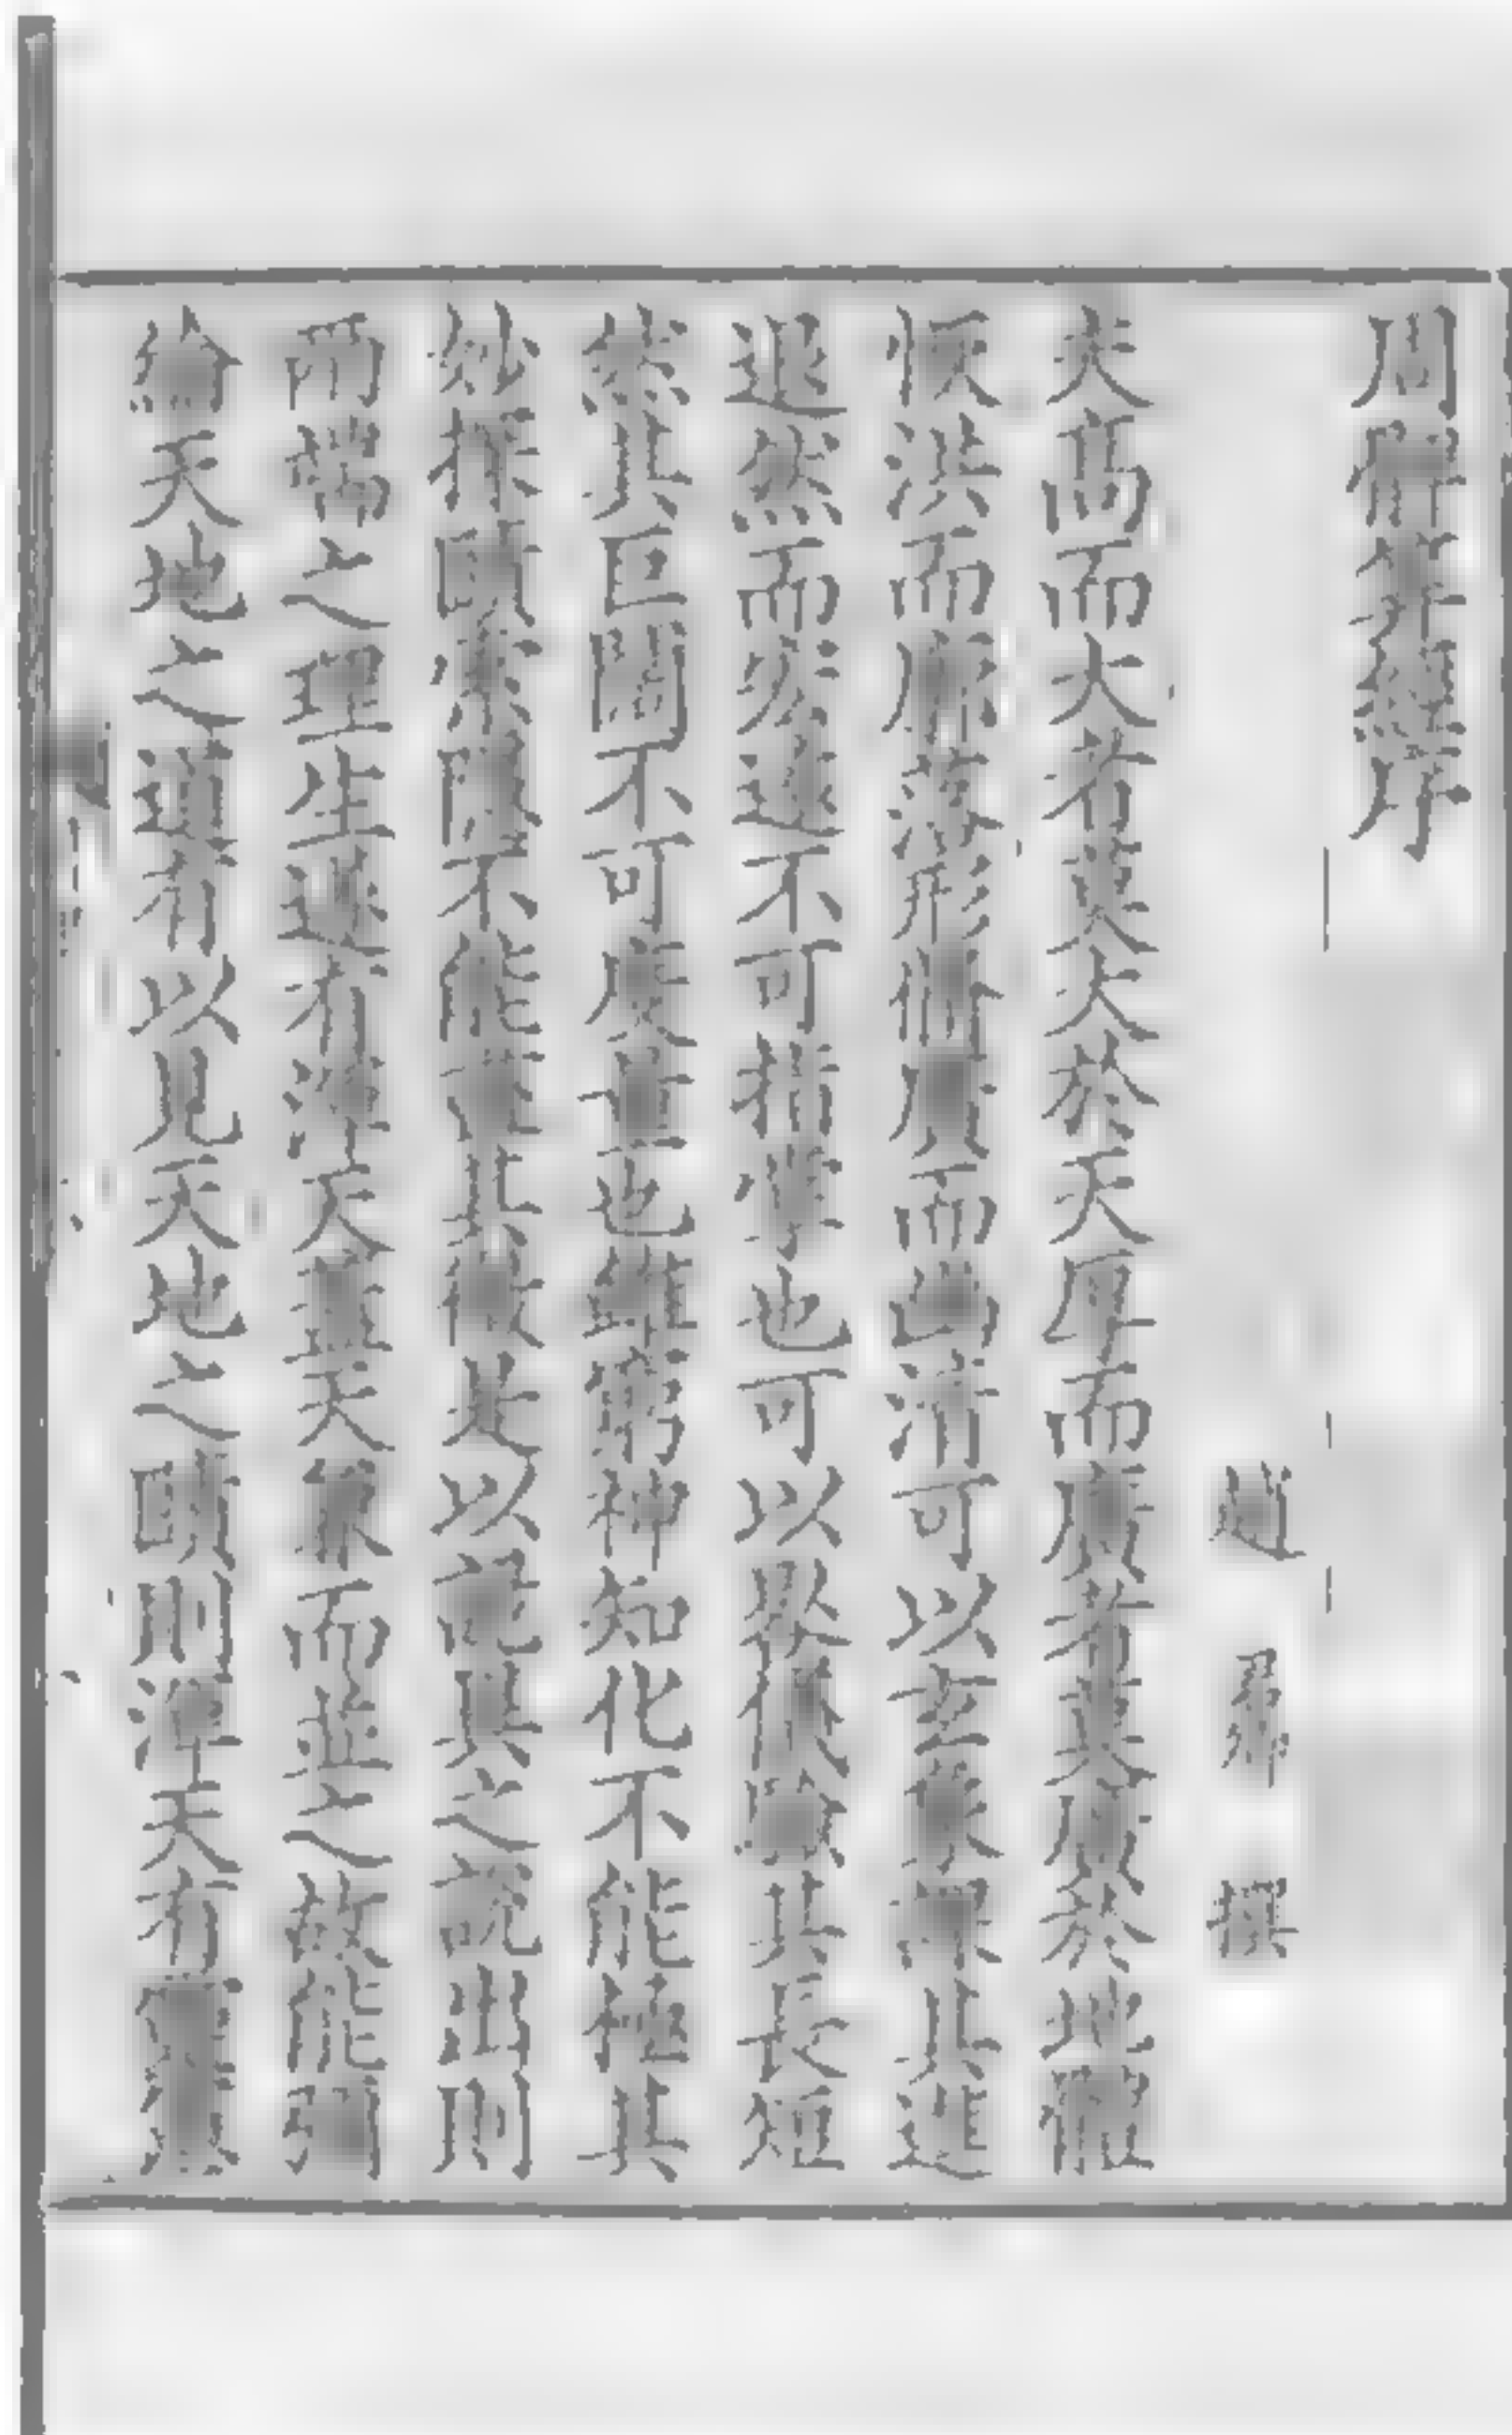 周髀算經序
趙君卿撰
夫高而大者莫大於天厚而廣者莫廣於地體
恢洪而廓落形脩廣而幽清可以玄象課其進
退然而宏遠不可指掌也可以晷儀驗其長短
然其巨闊不可度量也雖窮神知化不能極其
妙探賾索隱不能盡其微是以詭異之說出則
兩端之理生遂有渾天蓋天兼而並之故能彌
綸天地之道有以見天地之賾則渾天有靈憲